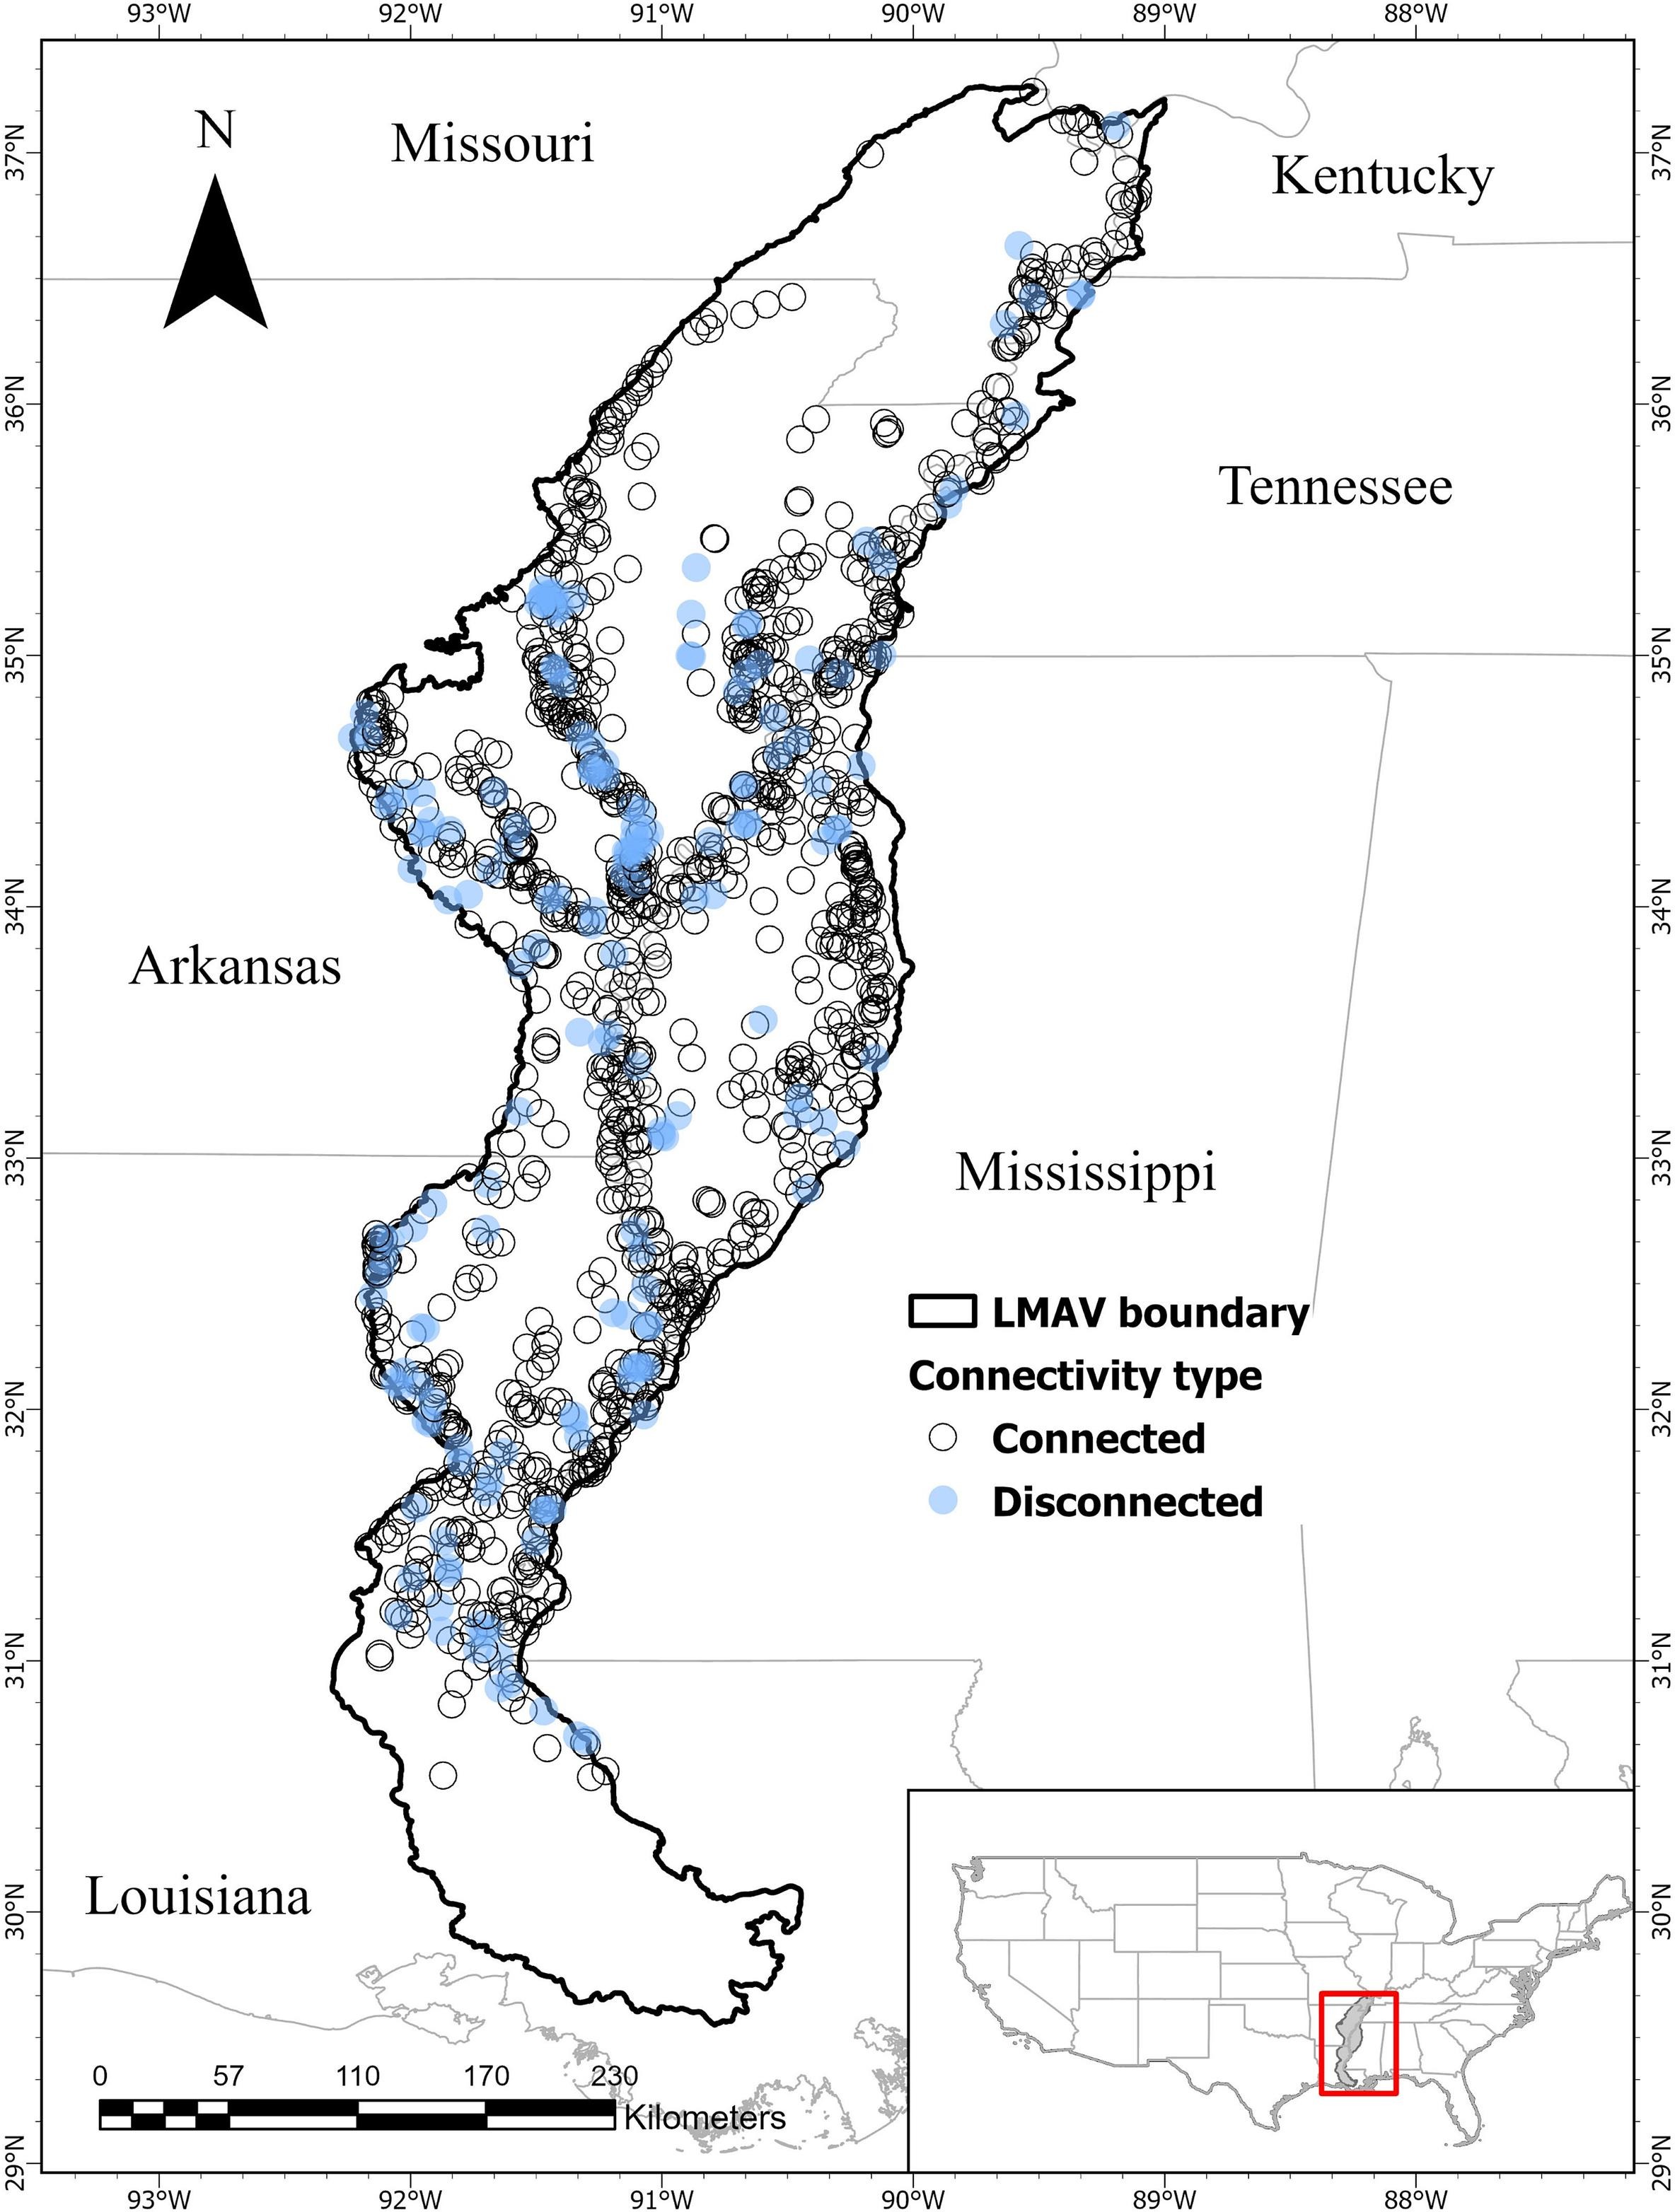 93°W 92°W 91°W 90°W 89°W 88°W
N
Missouri
Kentucky
37°N 37°N
36°N 36°N
Tennessee
35°N 35°N
34°N 34°N
Arkansas
33°N 33°N
Mississippi
LMAV boundary
Connectivity type
32°N 32°N
Connected
Disconnected
31°N 31°N
Louisiana
30°N 30°N
0 57 110 170 230
Kilometers
29°N 29°N
93°W 92°W 91°W 90°W 89°W 88°W